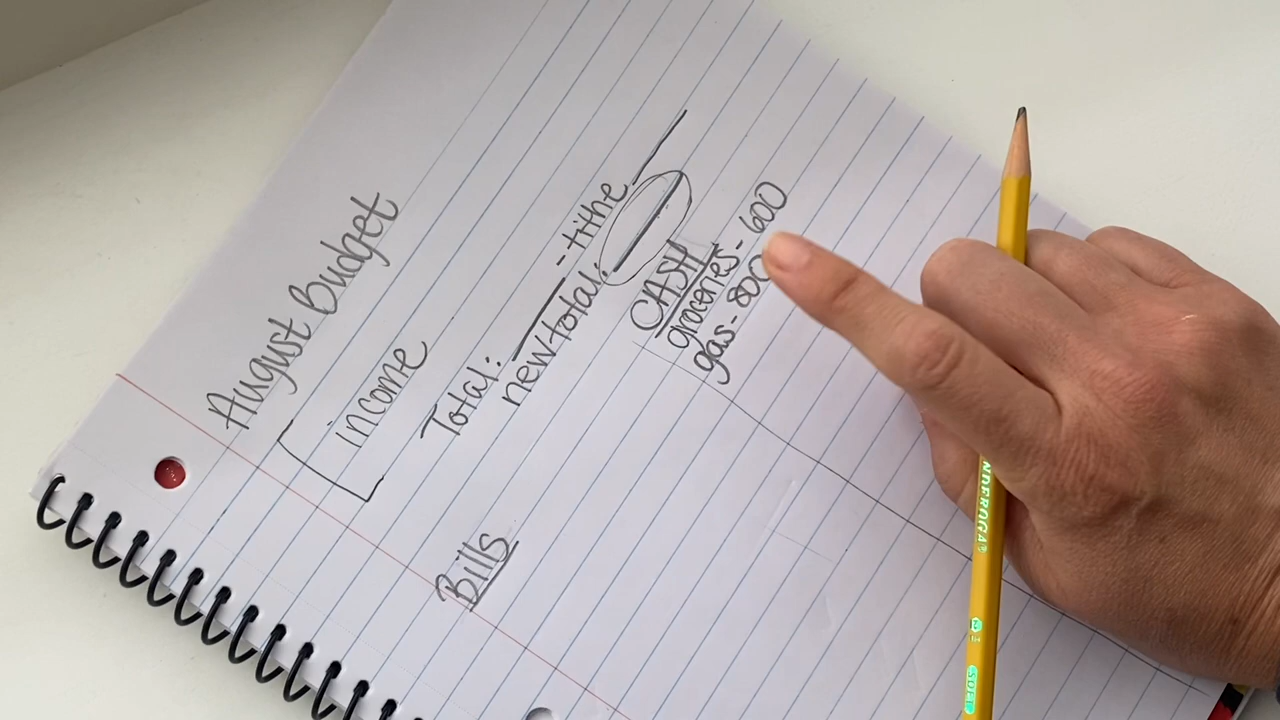 August Budget
income
Total:
- tithe
new total:
CASH
groceries - 600
gas - 800
Bills